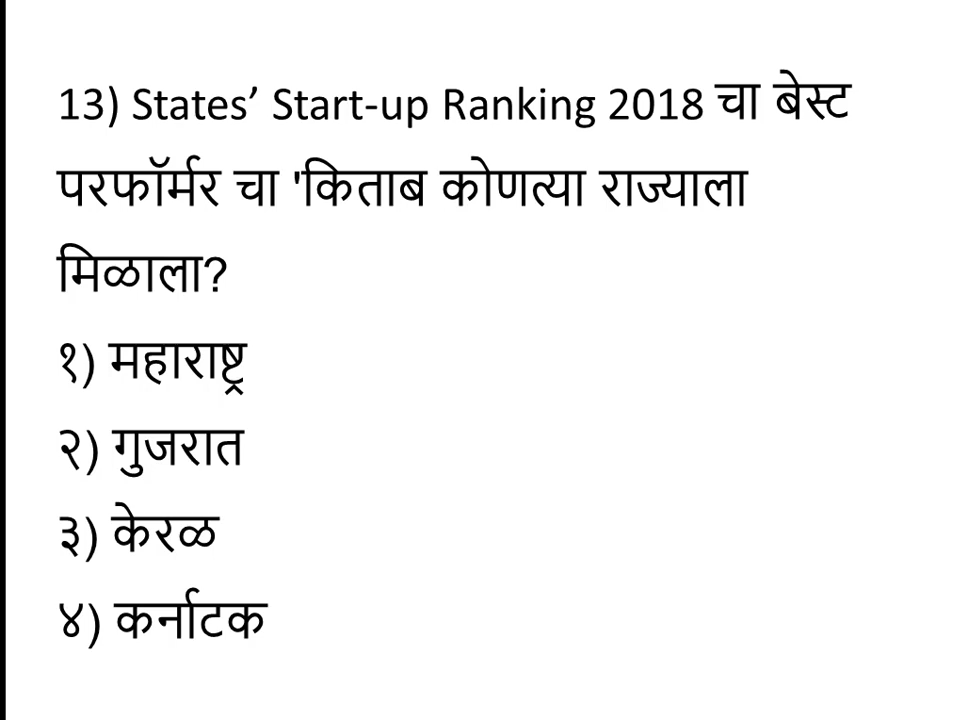 13) States’ Start-up Ranking 2018 चा बेस्ट
परफॉर्मर चा 'किताब कोणत्या राज्याला
मिळाला?
१) महाराष्ट्र
२) गुजरात
३) केरळ
४) कर्नाटक